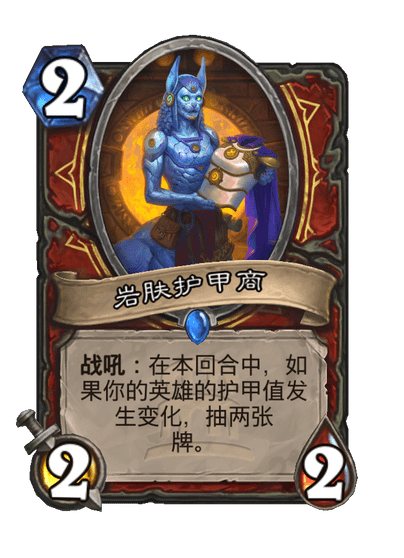 2
岩肤护甲商
战吼：在本回合中，如
果你的英雄的护甲值发
生变化，抽两张
牌。
2
2